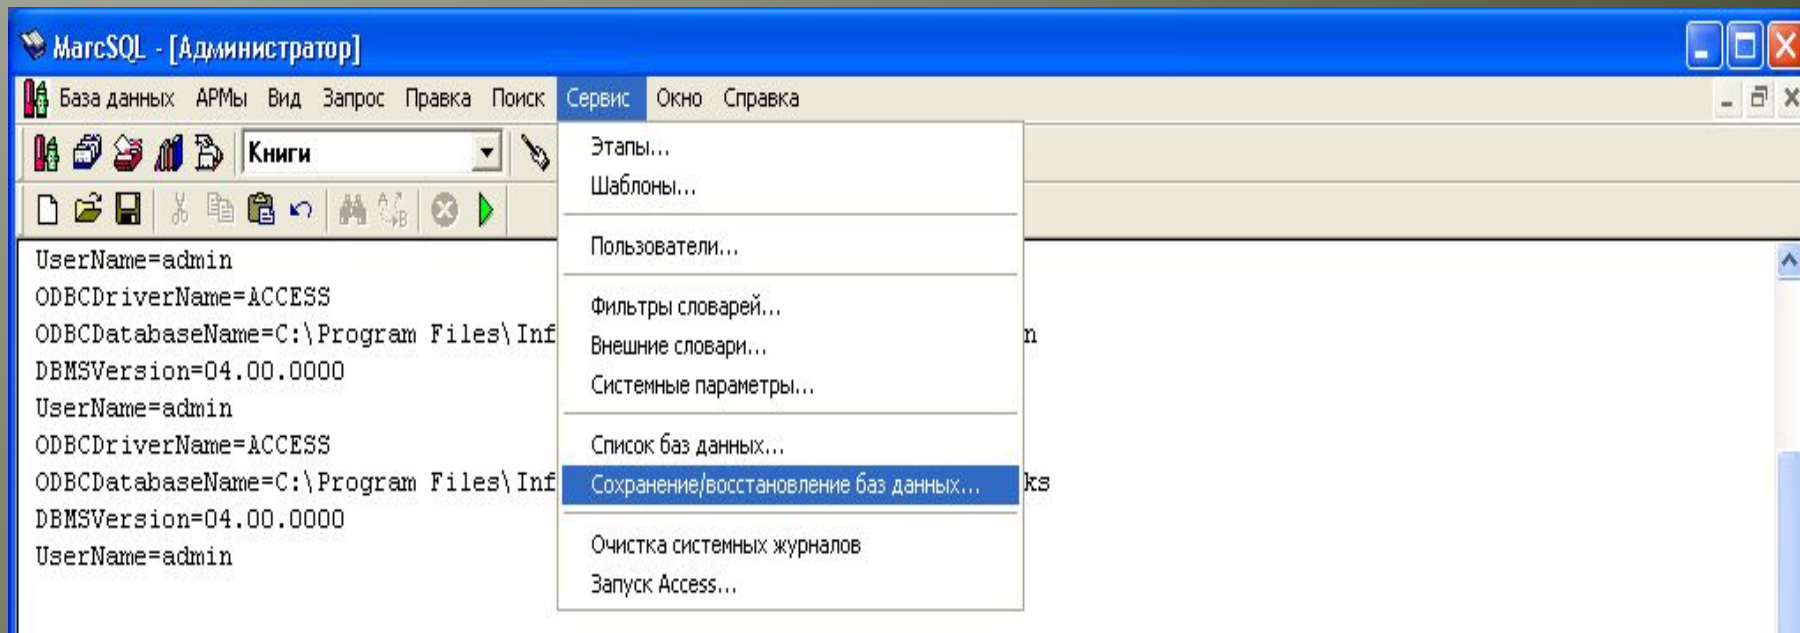 MarcSQL - [Администратор]
База данных АРМы Вид Запрос Правка Поиск Сервис Окно Справка
Книги
Этапы...
Шаблоны...
Пользователи...
Фильтры словарей...
Внешние словари...
Системные параметры...
Список баз данных...
Сохранение/восстановление баз данных...
Очистка системных журналов
Запуск Access...
UserName=admin
ODBCDriverName=ACCESS
ODBCDatabaseName=C:\Program Files\Inf n
DBMSVersion=04.00.0000
UserName=admin
ODBCDriverName=ACCESS
ODBCDatabaseName=C:\Program Files\Inf ks
DBMSVersion=04.00.0000
UserName=admin